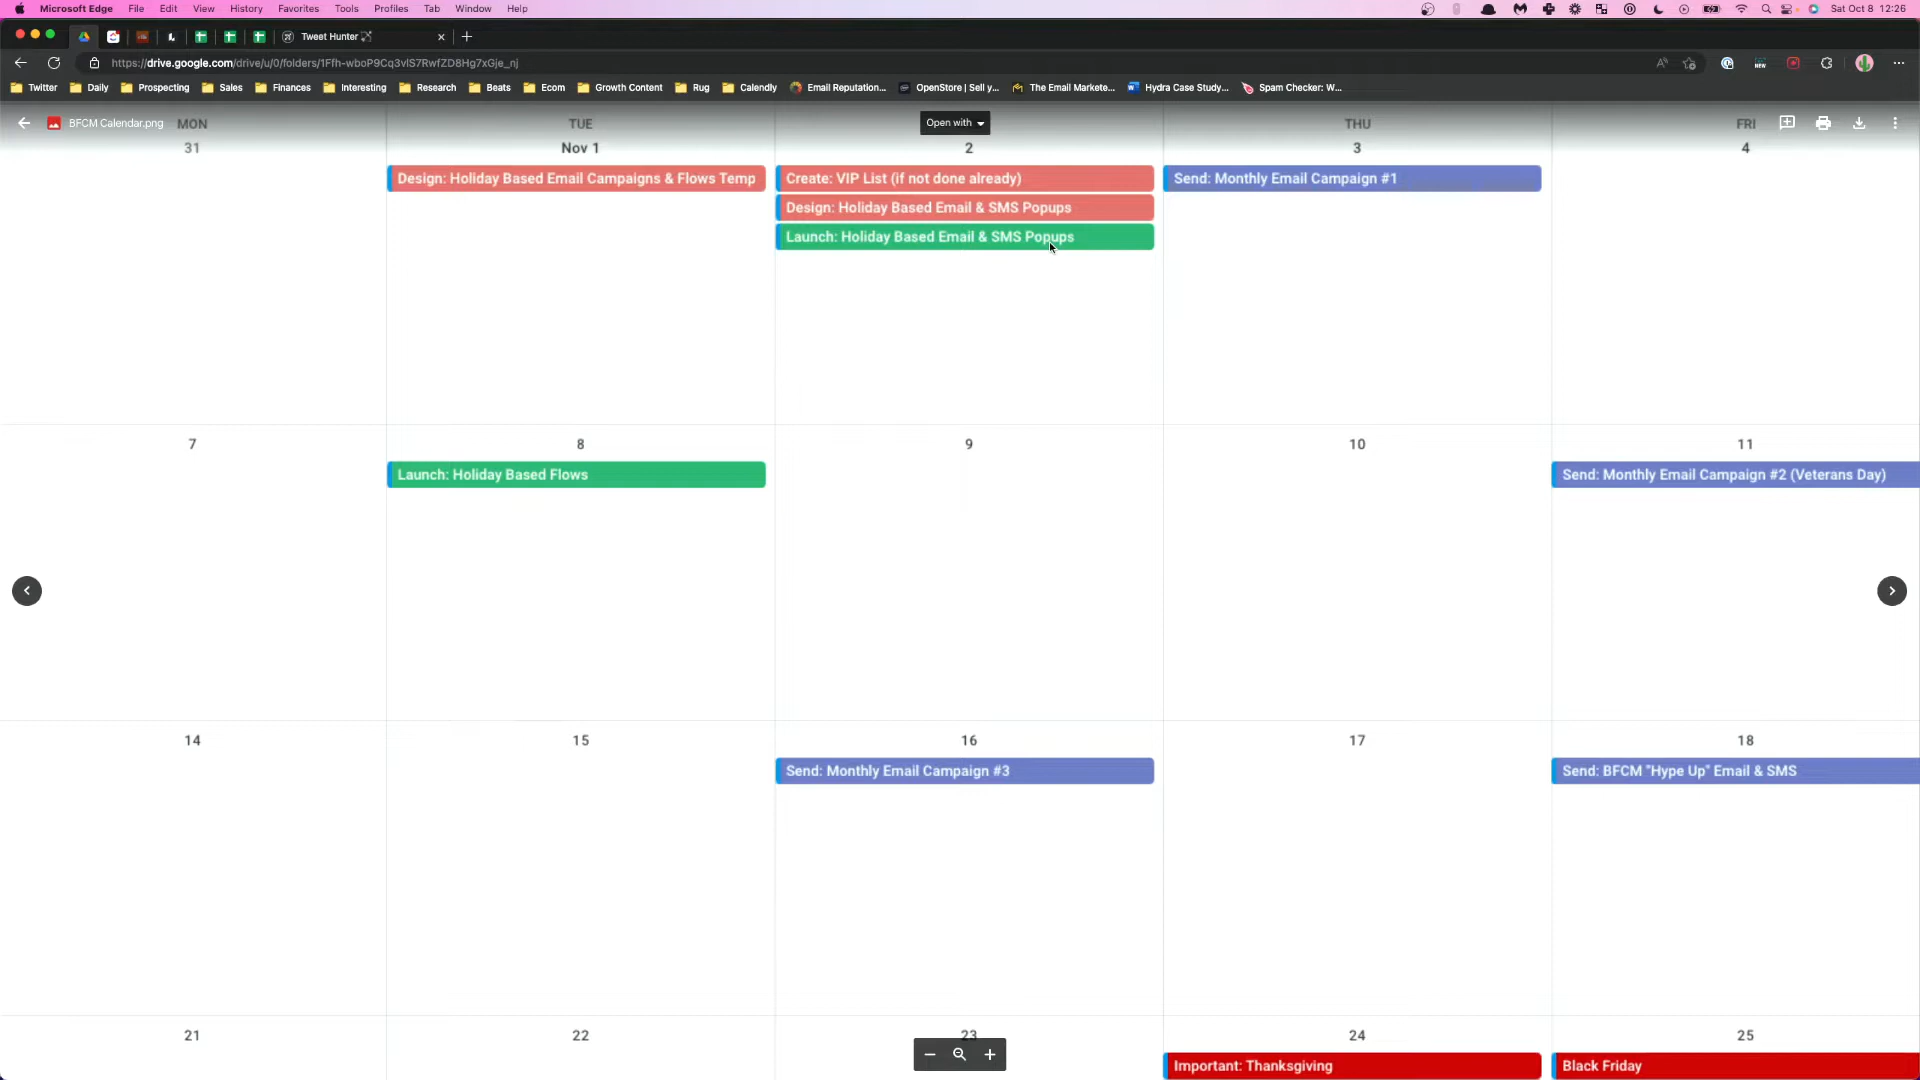 Microsoft Edge File Edit View History Favorites Tools Profiles Tab Window Help Sat Oct 8 12:26
Tweet Hunter
https://drive.google.com/drive/u/0/folders/1Ffh-wboP9Cq3vlS7RwfZD8Hg7xGje_nj
Twitter Daily Prospecting Sales Finances Interesting Research Beats Ecom Growth Content Rug Calendly Email Reputation... OpenStore | Sell y... The Email Markete... Hydra Case Study... Spam Checker: W...
BFCM Calendar.png MON TUE Open with THU FRI
31 Nov 1 2 3 4
Design: Holiday Based Email Campaigns & Flows Temp
Create: VIP List (if not done already)
Send: Monthly Email Campaign #1
Design: Holiday Based Email & SMS Popups
Launch: Holiday Based Email & SMS Popups
7 8 9 10 11
Launch: Holiday Based Flows
Send: Monthly Email Campaign #2 (Veterans Day)
14 15 16 17 18
Send: Monthly Email Campaign #3
Send: BFCM "Hype Up" Email & SMS
21 22 23 24 25
Important: Thanksgiving
Black Friday